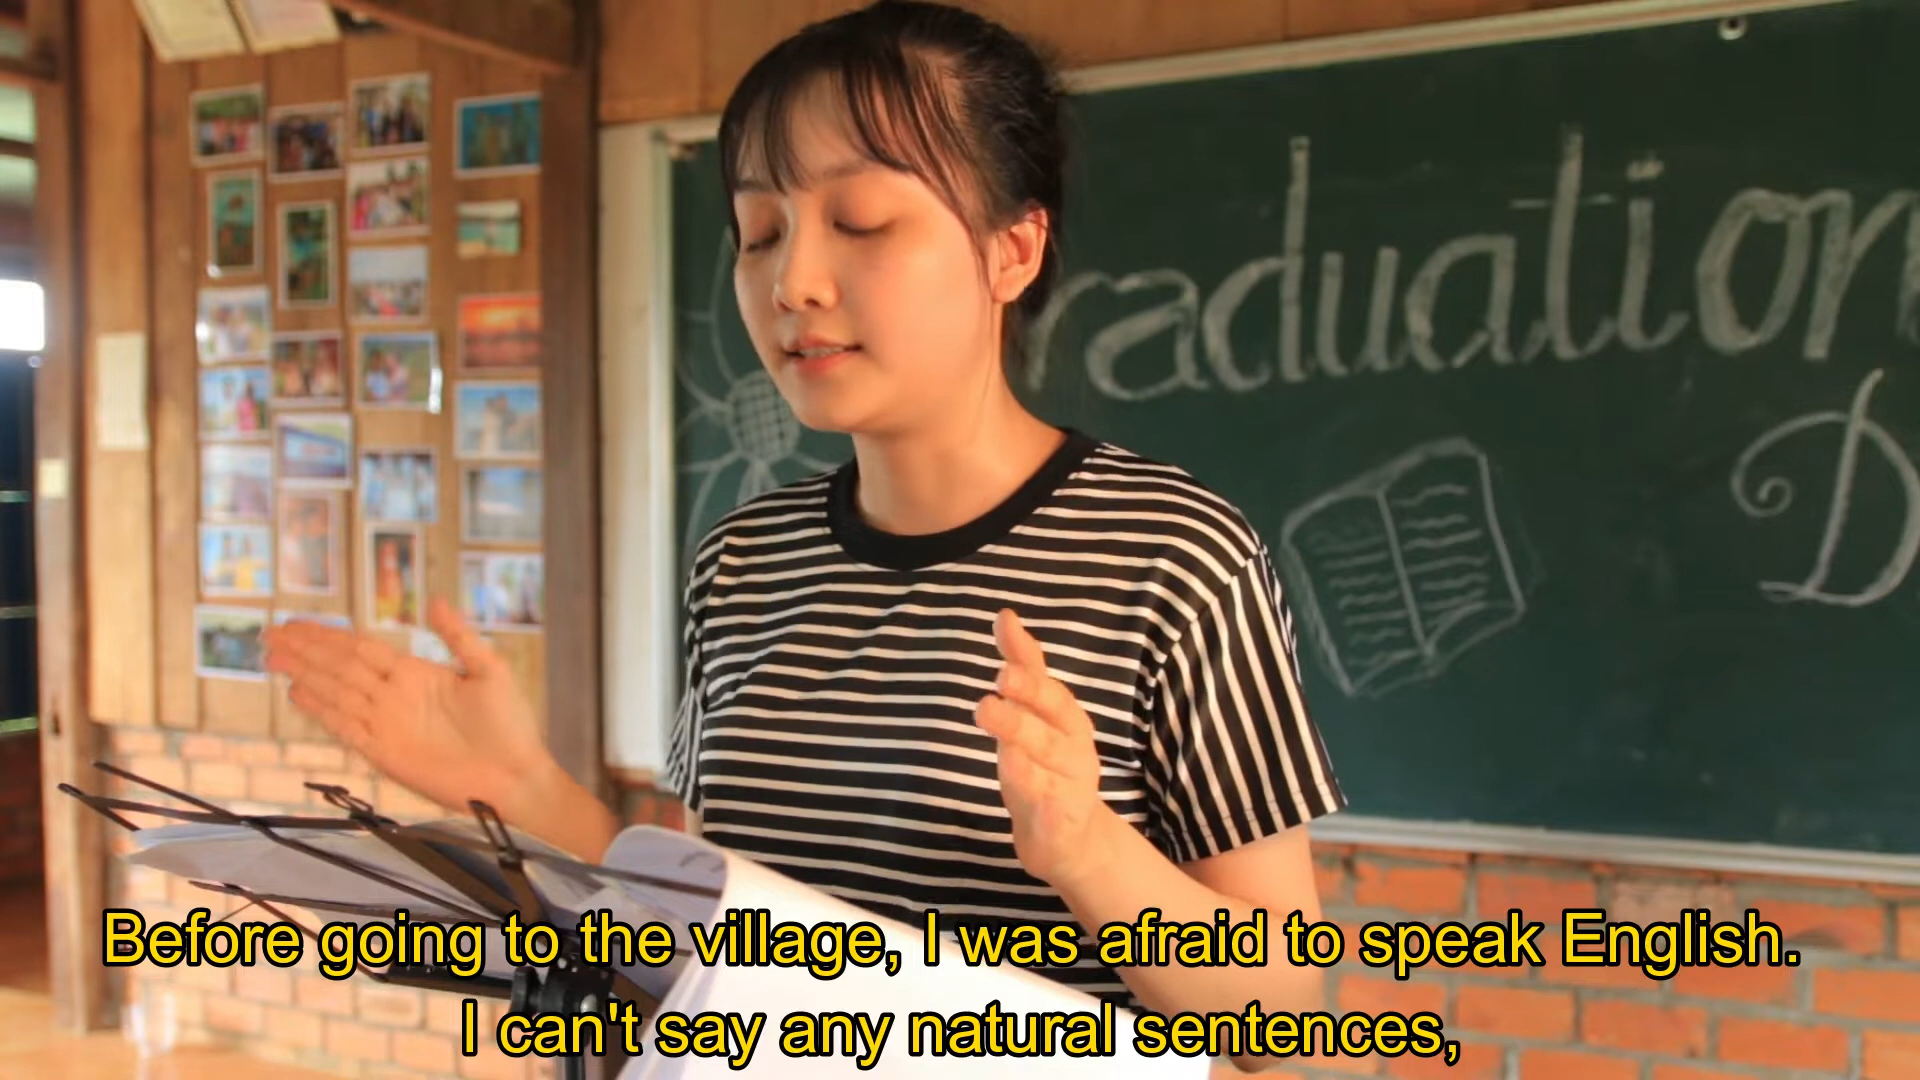 raduation
D
Before going to the village, I was afraid to speak English.
I can't say any natural sentences,